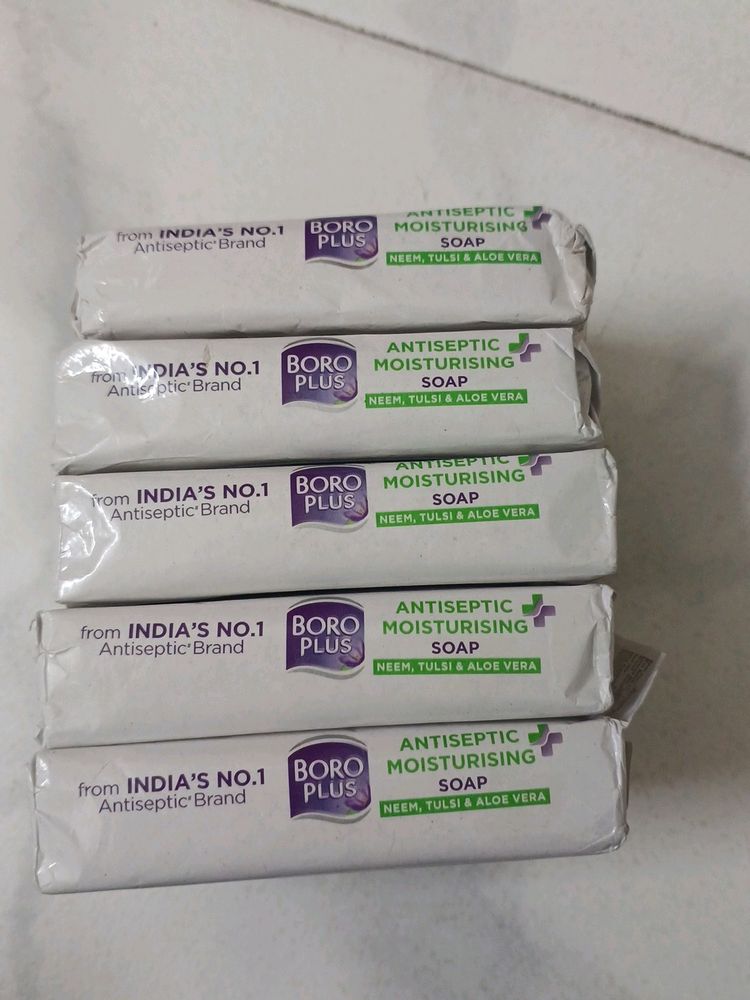 from INDIA'S NO.1
Antiseptic* Brand
BORO
PLUS
ANTISEPTIC
MOISTURISING
SOAP
NEEM, TULSI & ALOE VERA
from INDIA'S NO.1
Antiseptic* Brand
BORO
PLUS
ANTISEPTIC
MOISTURISING
SOAP
NEEM, TULSI & ALOE VERA
from INDIA'S NO.1
Antiseptic* Brand
BORO
PLUS
ANTISEPTIC
MOISTURISING
SOAP
NEEM, TULSI & ALOE VERA
from INDIA'S NO.1
Antiseptic* Brand
BORO
PLUS
ANTISEPTIC
MOISTURISING
SOAP
NEEM, TULSI & ALOE VERA
from INDIA'S NO.1
Antiseptic* Brand
BORO
PLUS
ANTISEPTIC
MOISTURISING
SOAP
NEEM, TULSI & ALOE VERA